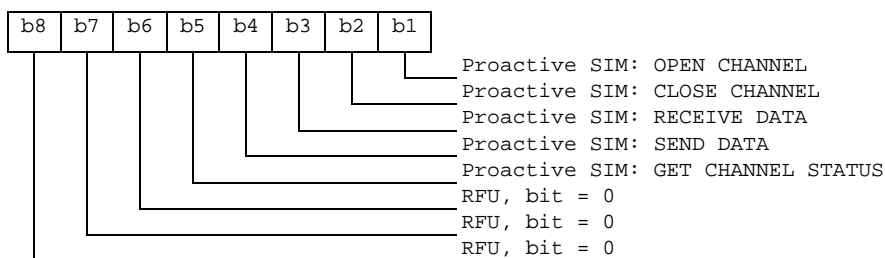 b8 b7 b6 b5 b4 b3 b2 b1
Proactive SIM: OPEN CHANNEL
Proactive SIM: CLOSE CHANNEL
Proactive SIM: RECEIVE DATA
Proactive SIM: SEND DATA
Proactive SIM: GET CHANNEL STATUS
RFU, bit = 0
RFU, bit = 0
RFU, bit = 0